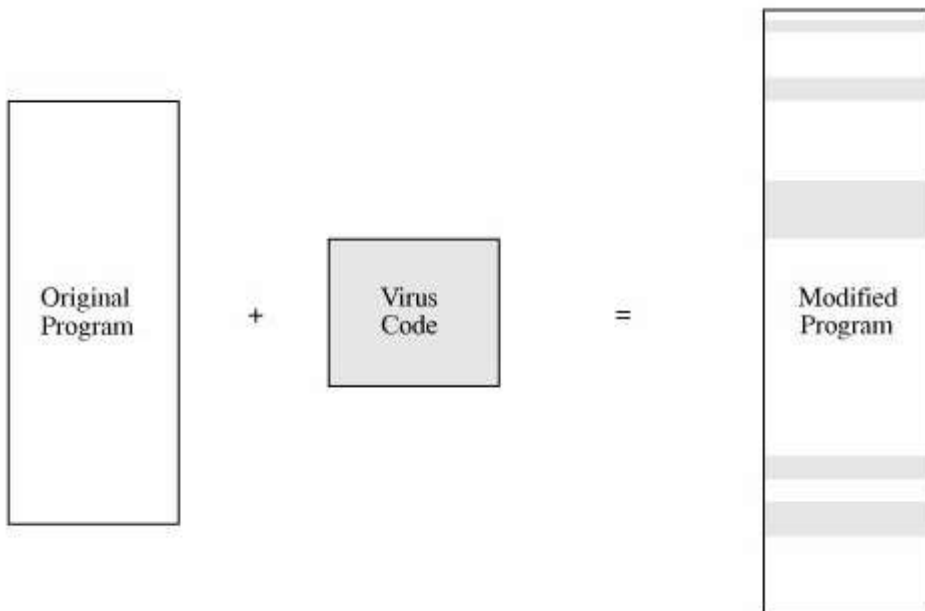 Original
Program
+
Virus
Code
=
Modified
Program